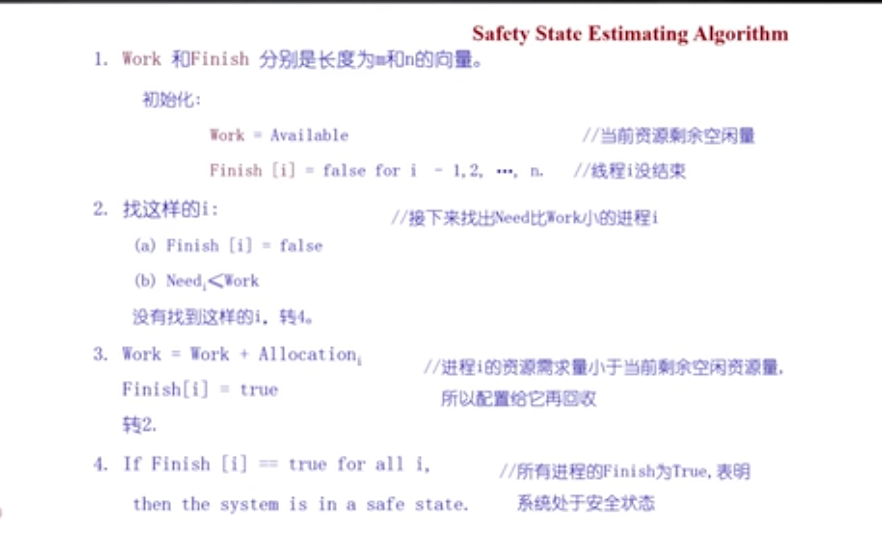 Safety State Estimating Algorithm
1. Work 和Finish 分别是长度为m和n的向量。
初始化:
Work = Available //当前资源剩余空闲量
Finish [i] = false for i - 1,2, …, n. //线程i没结束
2. 找这样的i: //接下来找出Need比Work小的进程i
(a) Finish [i] = false
(b) Needi≤Work
没有找到这样的i, 转4。
3. Work = Work + Allocationi //进程i的资源需求量小于当前剩余空闲资源量,
Finish[i] = true 所以配置给它再回收
转2.
4. If Finish [i] == true for all i, //所有进程的Finish为True,表明
then the system is in a safe state. 系统处于安全状态